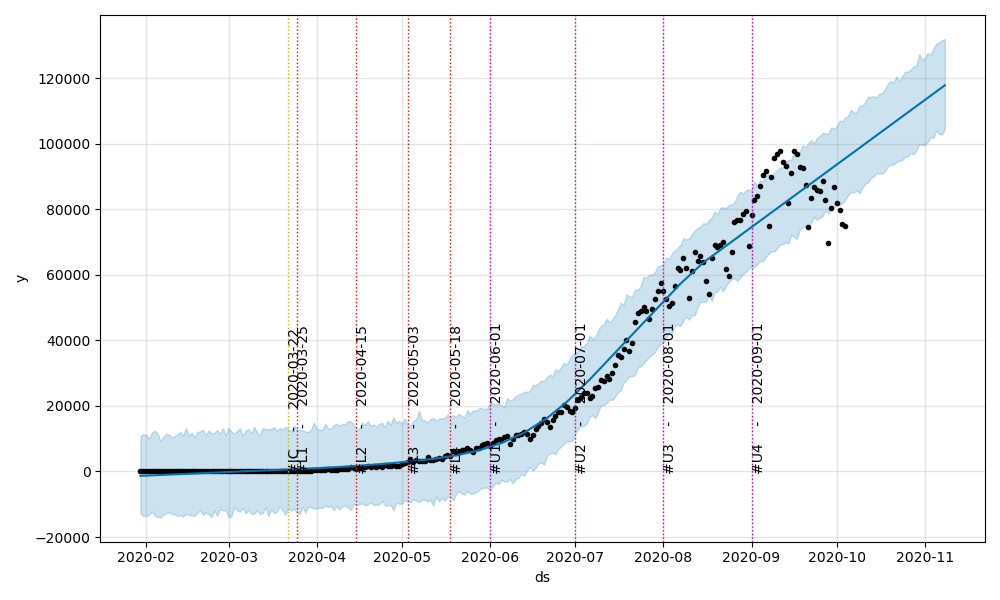 120000
100000
80000
60000
40000
20000
0
−20000
y
#JC - 2020-03-22
#L1 - 2020-03-25
#L2 - 2020-04-15
#L3 - 2020-05-03
#L4 - 2020-05-18
#U1 - 2020-06-01
#U2 - 2020-07-01
#U3 - 2020-08-01
#U4 - 2020-09-01
2020-02 2020-03 2020-04 2020-05 2020-06 2020-07 2020-08 2020-09 2020-10 2020-11
ds